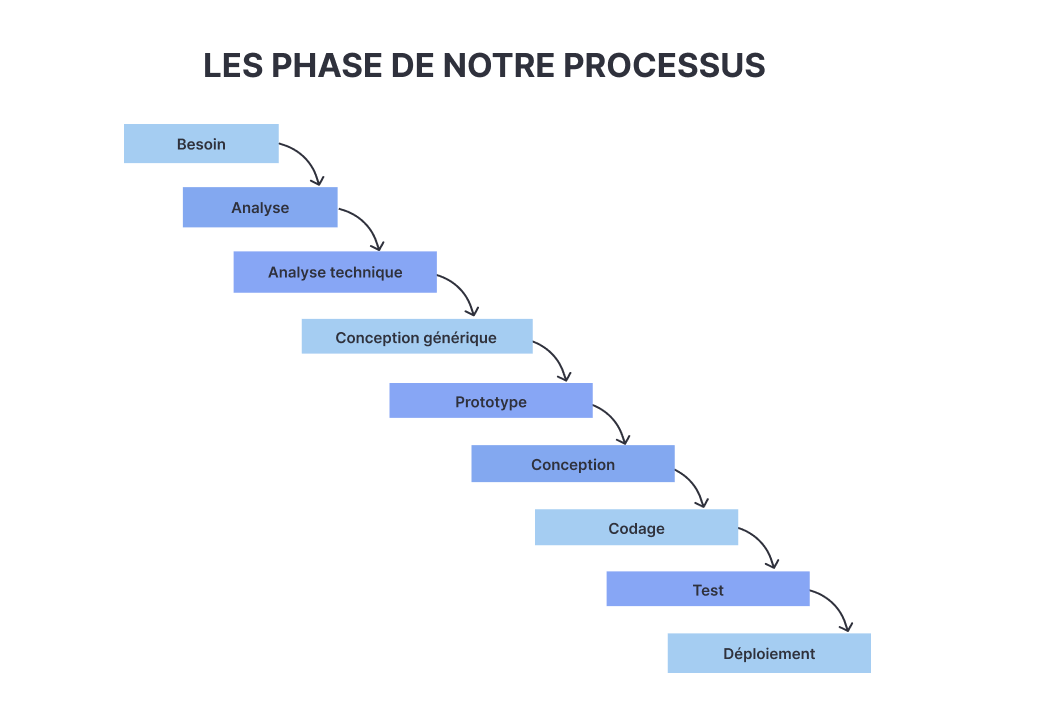 LES PHASE DE NOTRE PROCESSUS
Besoin
Analyse
Analyse technique
Conception générique
Prototype
Conception
Codage
Test
Déploiement